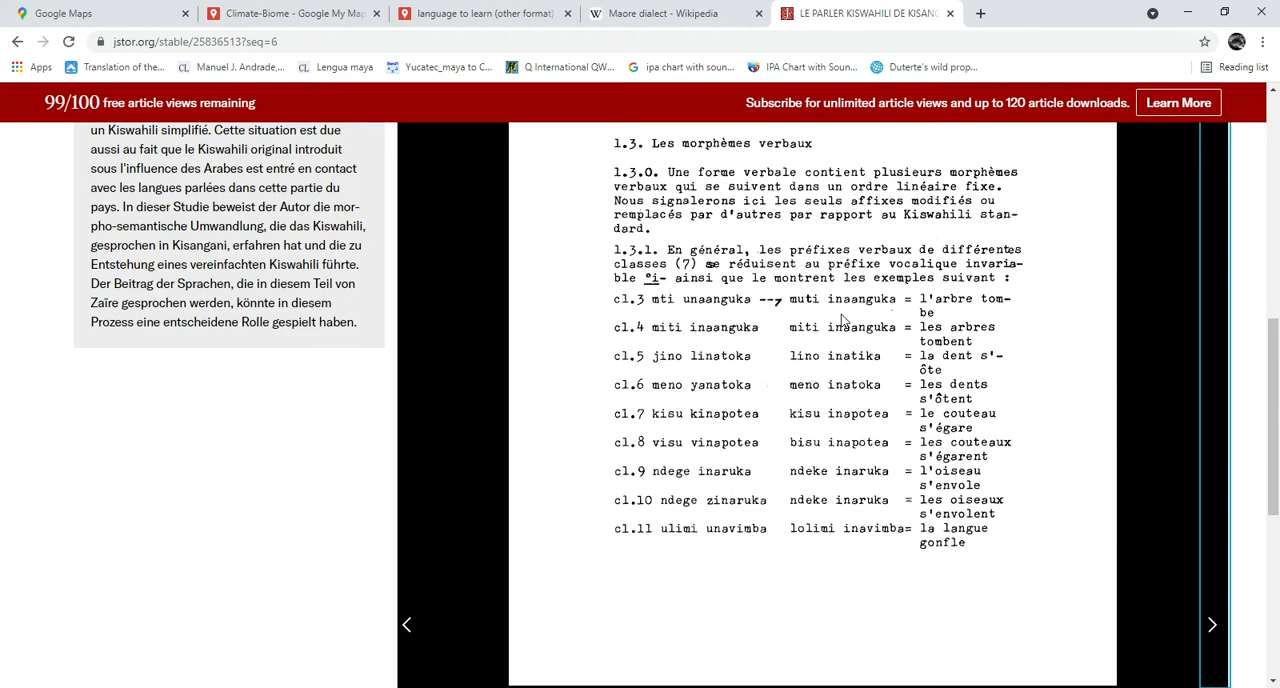 Google Maps
Climate-Biome - Google My Map
language to learn (other format)
Maore dialect - Wikipedia
LE PARLER KISWAHILI DE KISANG
jstor.org/stable/25836513?seq=6
Apps
Translation of the...
Manuel J. Andrade,...
Lengua maya
Yucatec_maya to C...
Q International QW...
ipa chart with soun...
IPA Chart with Soun...
Duterte's wild prop...
Reading list
99/100 free article views remaining
Subscribe for unlimited article views and up to 120 article downloads.
Learn More
un Kiswahili simplifié. Cette situation est due
aussi au fait que le Kiswahili original introduit
sous l'influence des Arabes est entré en contact
avec les langues parlées dans cette partie du
pays. In dieser Studie beweist der Autor die mor-
pho-semantische Umwandlung, die das Kiswahili,
gesprochen in Kisangani, erfahren hat und die zu
Entstehung eines vereinfachten Kiswahili führte.
Der Beitrag der Sprachen, die in diesem Teil von
Zaïre gesprochen werden, könnte in diesem
Prozess eine entscheidene Rolle gespielt haben.
1.3. Les morphèmes verbaux
1.3.0. Une forme verbale contient plusieurs morphèmes
verbaux qui se suivent dans un ordre linéaire fixe.
Nous signalerons ici les seuls affixes modifiés ou
remplacés par d'autres par rapport au Kiswahili stan-
dard.
1.3.1. En général, les préfixes verbaux de différentes
classes (7) se réduisent au préfixe vocalique invaria-
ble °i- ainsi que le montrent les exemples suivant :
cl.3 mti unaanguka --> muti inaanguka = l'arbre tom-
be
cl.4 miti inaanguka miti inaanguka = les arbres
tombent
cl.5 jino linatoka lino inatika = la dent s'-
ôte
cl.6 meno yanatoka meno inatoka = les dents
s'ôtent
cl.7 kisu kinapotea kisu inapotea = le couteau
s'égare
cl.8 visu vinapotea bisu inapotea = les couteaux
s'égarent
cl.9 ndege inaruka ndeke inaruka = l'oiseau
s'envole
cl.10 ndege zinaruka ndeke inaruka = les oiseaux
s'envolent
cl.11 ulimi unavimba lolimi inavimba= la langue
gonfle